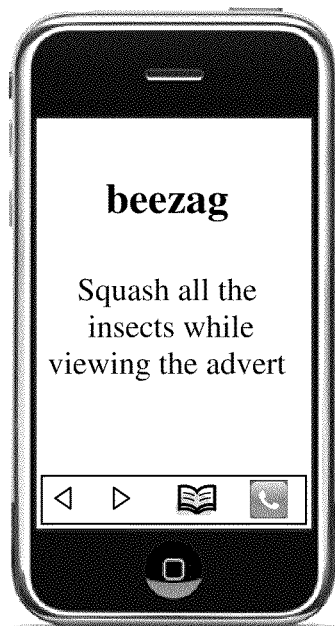 beezag
Squash all the
insects while
viewing the advert